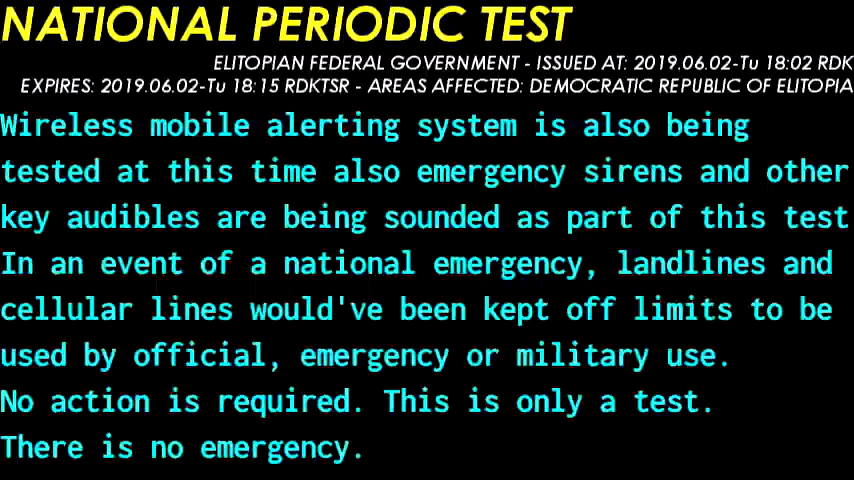 NATIONAL PERIODIC TEST
ELITOPIAN FEDERAL GOVERNMENT - ISSUED AT: 2019.06.02-Tu 18:02 RDK
EXPIRES: 2019.06.02-Tu 18:15 RDKTSR - AREAS AFFECTED: DEMOCRATIC REPUBLIC OF ELITOPIA
Wireless mobile alerting system is also being
tested at this time also emergency sirens and other
key audibles are being sounded as part of this test
In an event of a national emergency, landlines and
cellular lines would've been kept off limits to be
used by official, emergency or military use.
No action is required. This is only a test.
There is no emergency.